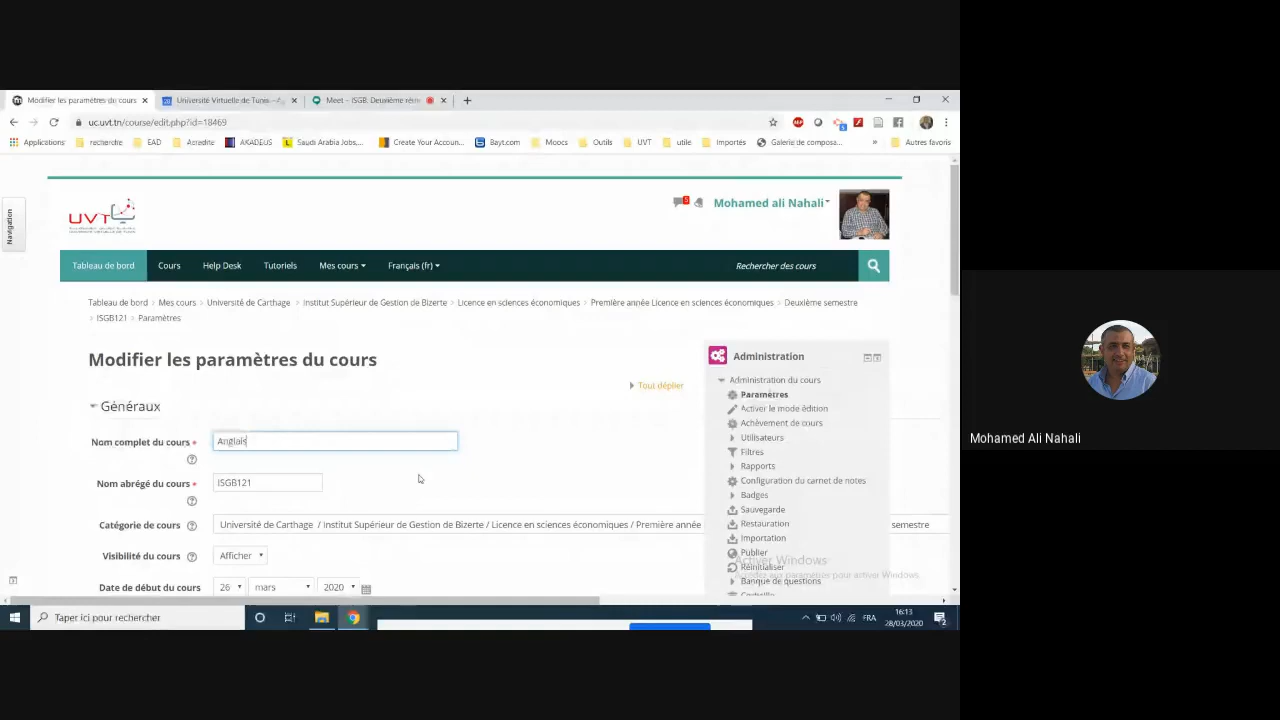 Modifier les paramètres du cours
Université Virtuelle de Tunis
Meet – ISGB: Deuxième
uc.uvt.tn/course/edit.php?id=18469
Applications recherche EAD Acradite AKADEUS Saudi Arabia Jobs,... Create Your Accoun... Bayt.com Moocs Outils UVT utile Importés Galerie de composa... » Autres favoris
Navigation
UVT
Mohamed ali Nahali
Tableau de bord Cours Help Desk Tutoriels Mes cours Français (fr) Rechercher des cours
Tableau de bord > Mes cours > Université de Carthage > Institut Supérieur de Gestion de Bizerte > Licence en sciences économiques > Première année Licence en sciences économiques > Deuxième semestre
> ISGB121 > Paramètres
Modifier les paramètres du cours
Tout déplier
Généraux
Nom complet du cours * Anglais
Nom abrégé du cours * ISGB121
Catégorie de cours Université de Carthage / Institut Supérieur de Gestion de Bizerte / Licence en sciences économiques / Première année semestre
Visibilité du cours Afficher
Date de début du cours 26 mars 2020
Administration
Administration du cours
Paramètres
Activer le mode édition
Achèvement de cours
Utilisateurs
Filtres
Rapports
Configuration du carnet de notes
Badges
Sauvegarde
Restauration
Importation
Publier
Réinitialiser
Banque de questions
Activer Windows
Accédez aux paramètres pour activer Windows.
Taper ici pour rechercher
FRA
16:13
28/03/2020
Mohamed Ali Nahali